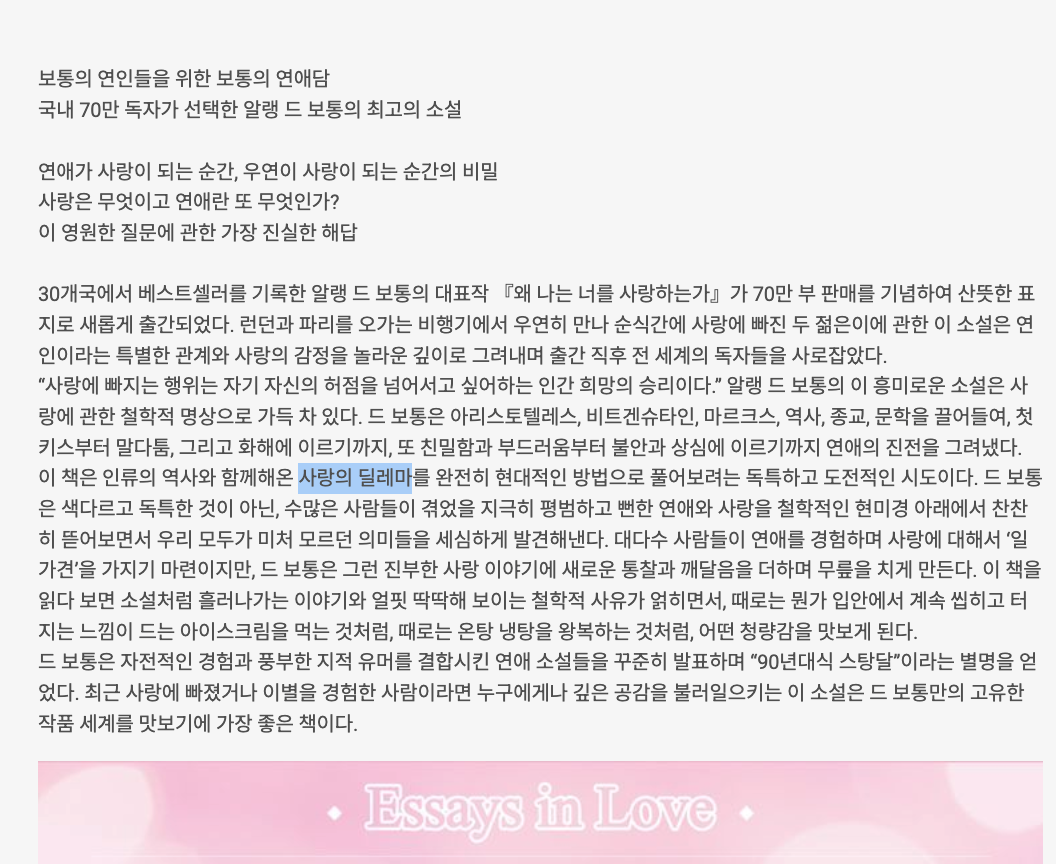 보통의 연인들을 위한 보통의 연애담
국내 70만 독자가 선택한 알랭 드 보통의 최고의 소설
연애가 사랑이 되는 순간, 우연이 사랑이 되는 순간의 비밀
사랑은 무엇이고 연애란 또 무엇인가?
이 영원한 질문에 관한 가장 진실한 해답
30개국에서 베스트셀러를 기록한 알랭 드 보통의 대표작 『왜 나는 너를 사랑하는가』가 70만 부 판매를 기념하여 산뜻한 표
지로 새롭게 출간되었다. 런던과 파리를 오가는 비행기에서 우연히 만나 순식간에 사랑에 빠진 두 젊은이에 관한 이 소설은 연
인이라는 특별한 관계와 사랑의 감정을 놀라운 깊이로 그려내며 출간 직후 전 세계의 독자들을 사로잡았다.
“사랑에 빠지는 행위는 자기 자신의 허점을 넘어서고 싶어하는 인간 희망의 승리이다.” 알랭 드 보통의 이 흥미로운 소설은 사
랑에 관한 철학적 명상으로 가득 차 있다. 드 보통은 아리스토텔레스, 비트겐슈타인, 마르크스, 역사, 종교, 문학을 끌어들여, 첫
키스부터 말다툼, 그리고 화해에 이르기까지, 또 친밀함과 부드러움부터 불안과 상심에 이르기까지 연애의 진전을 그려냈다.
이 책은 인류의 역사와 함께해온 사랑의 딜레마를 완전히 현대적인 방법으로 풀어보려는 독특하고 도전적인 시도이다. 드 보통
은 색다르고 독특한 것이 아닌, 수많은 사람들이 겪었을 지극히 평범하고 뻔한 연애와 사랑을 철학적인 현미경 아래에서 찬찬
히 뜯어보면서 우리 모두가 미처 모르던 의미들을 세심하게 발견해낸다. 대다수 사람들이 연애를 경험하며 사랑에 대해서 ‘일
가견’을 가지기 마련이지만, 드 보통은 그런 진부한 사랑 이야기에 새로운 통찰과 깨달음을 더하며 무릎을 치게 만든다. 이 책을
읽다 보면 소설처럼 흘러나가는 이야기와 얼핏 딱딱해 보이는 철학적 사유가 얽히면서, 때로는 뭔가 입안에서 계속 씹히고 터
지는 느낌이 드는 아이스크림을 먹는 것처럼, 때로는 온탕 냉탕을 왕복하는 것처럼, 어떤 청량감을 맛보게 된다.
드 보통은 자전적인 경험과 풍부한 지적 유머를 결합시킨 연애 소설들을 꾸준히 발표하며 “90년대식 스탕달”이라는 별명을 얻
었다. 최근 사랑에 빠졌거나 이별을 경험한 사람이라면 누구에게나 깊은 공감을 불러일으키는 이 소설은 드 보통만의 고유한
작품 세계를 맛보기에 가장 좋은 책이다.
Essays in Love